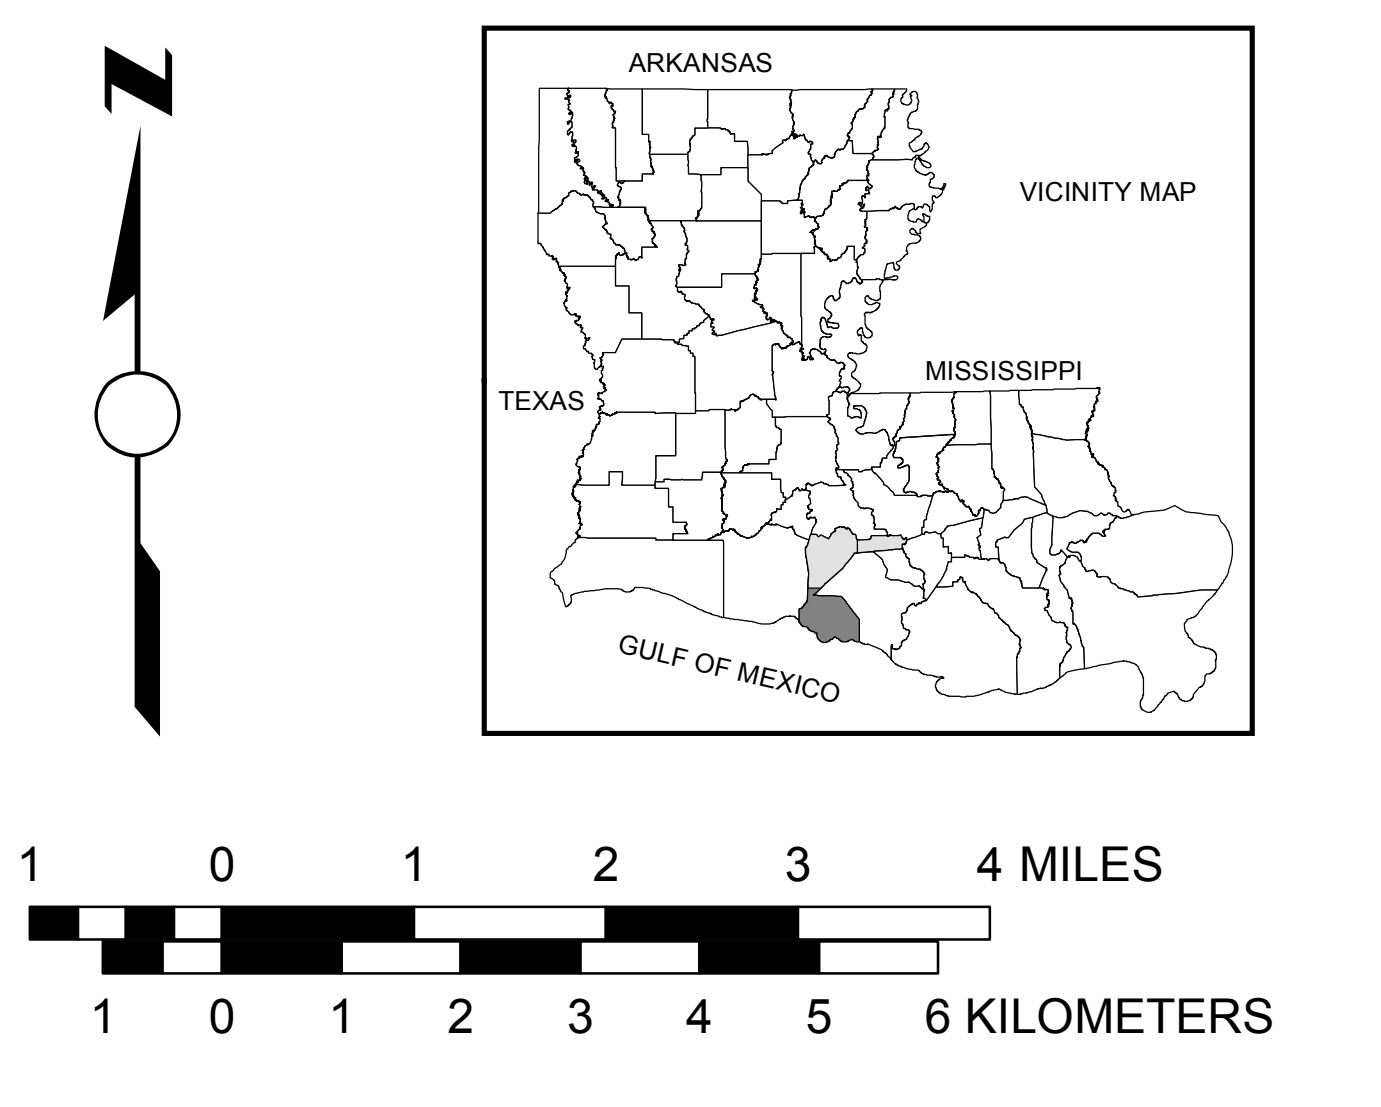 N
ARKANSAS
VICINITY MAP
MISSISSIPPI
TEXAS
GULF OF MEXICO
1 0 1 2 3 4 MILES
1 0 1 2 3 4 5 6 KILOMETERS